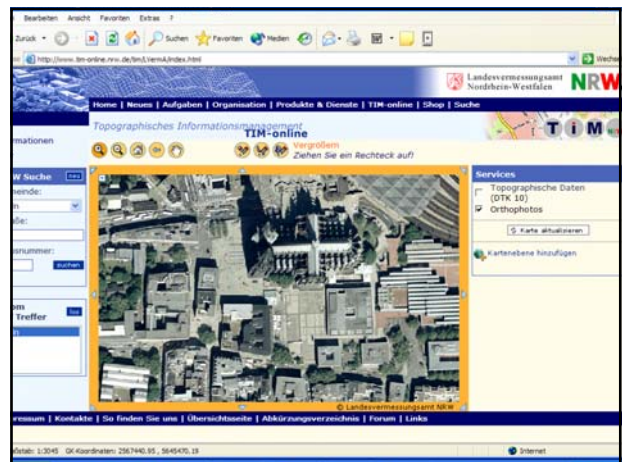 Bearbeiten Ansicht Favoriten Extras ?
Zurück Suchen Favoriten Medien
http://www.tim-online.nrw.de/tim/LVermA/index.html
Landesvermessungsamt
Nordrhein-Westfalen NRW
Home | Neues | Aufgaben | Organisation | Produkte & Dienste | TIM-online | Shop | Suche
Topographisches Informationsmanagement
TIM-online
TiM
Vergrößern
Ziehen Sie ein Rechteck auf!
W Suche neu
suchen
Treffer los
Services
Topographische Daten
(DTK 10)
Orthophotos
Karte aktualisieren
Kartenebene hinzufügen
© Landesvermessungsamt NRW
ressum | Kontakte | So finden Sie uns | Übersichtsseite | Abkürzungsverzeichnis | Forum | Links
ßstab: 1:3045 GK-Koordinaten: 2567440.95 , 5645470.19 Internet